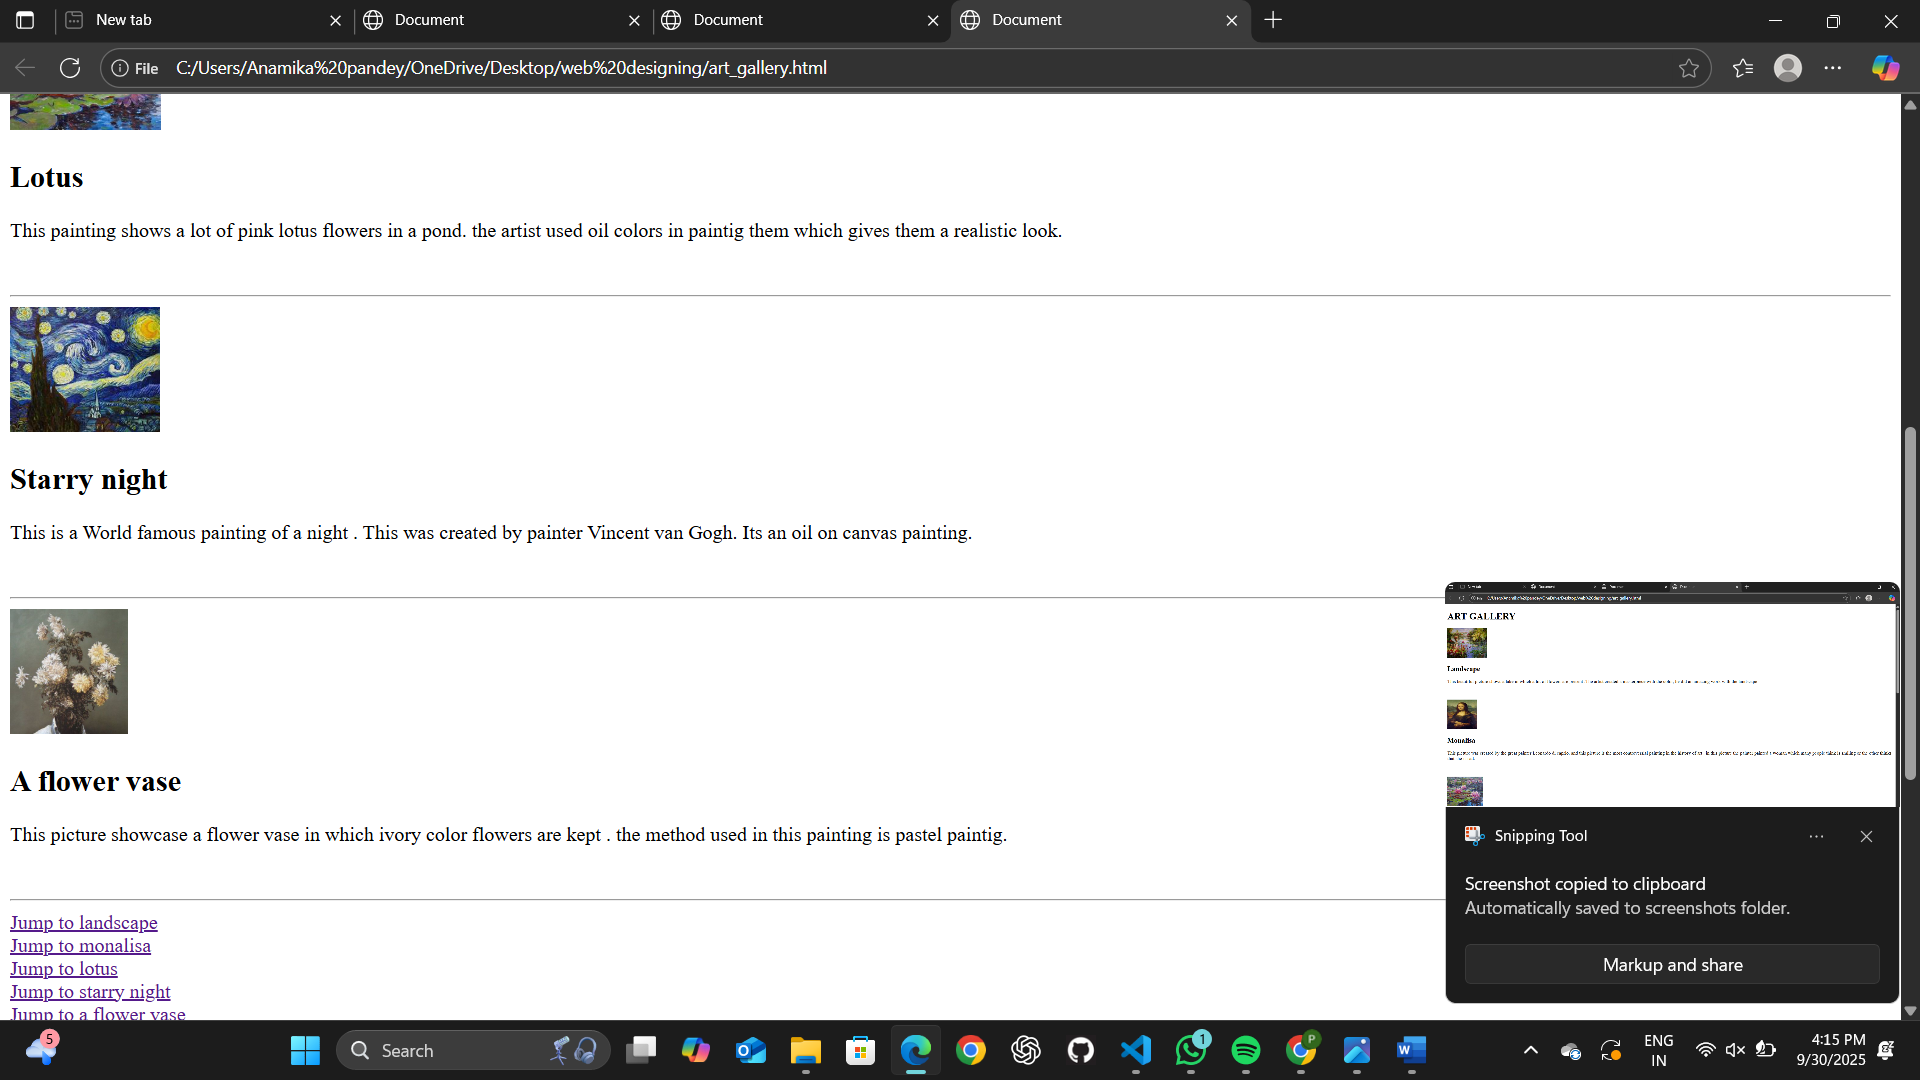 New tab
Document
Document
Document
File
C:/Users/Anamika%20pandey/OneDrive/Desktop/web%20designing/art_gallery.html
Lotus
This painting shows a lot of pink lotus flowers in a pond. the artist used oil colors in paintig them which gives them a realistic look.
Starry night
This is a World famous painting of a night . This was created by painter Vincent van Gogh. Its an oil on canvas painting.
A flower vase
This picture showcase a flower vase in which ivory color flowers are kept . the method used in this painting is pastel paintig.
Jump to landscape
Jump to monalisa
Jump to lotus
Jump to starry night
Jump to a flower vase
ART GALLERY
Landscape
Monalisa
Snipping Tool
Screenshot copied to clipboard
Automatically saved to screenshots folder.
Markup and share
5
Search
1
P
ENG
IN
4:15 PM
9/30/2025